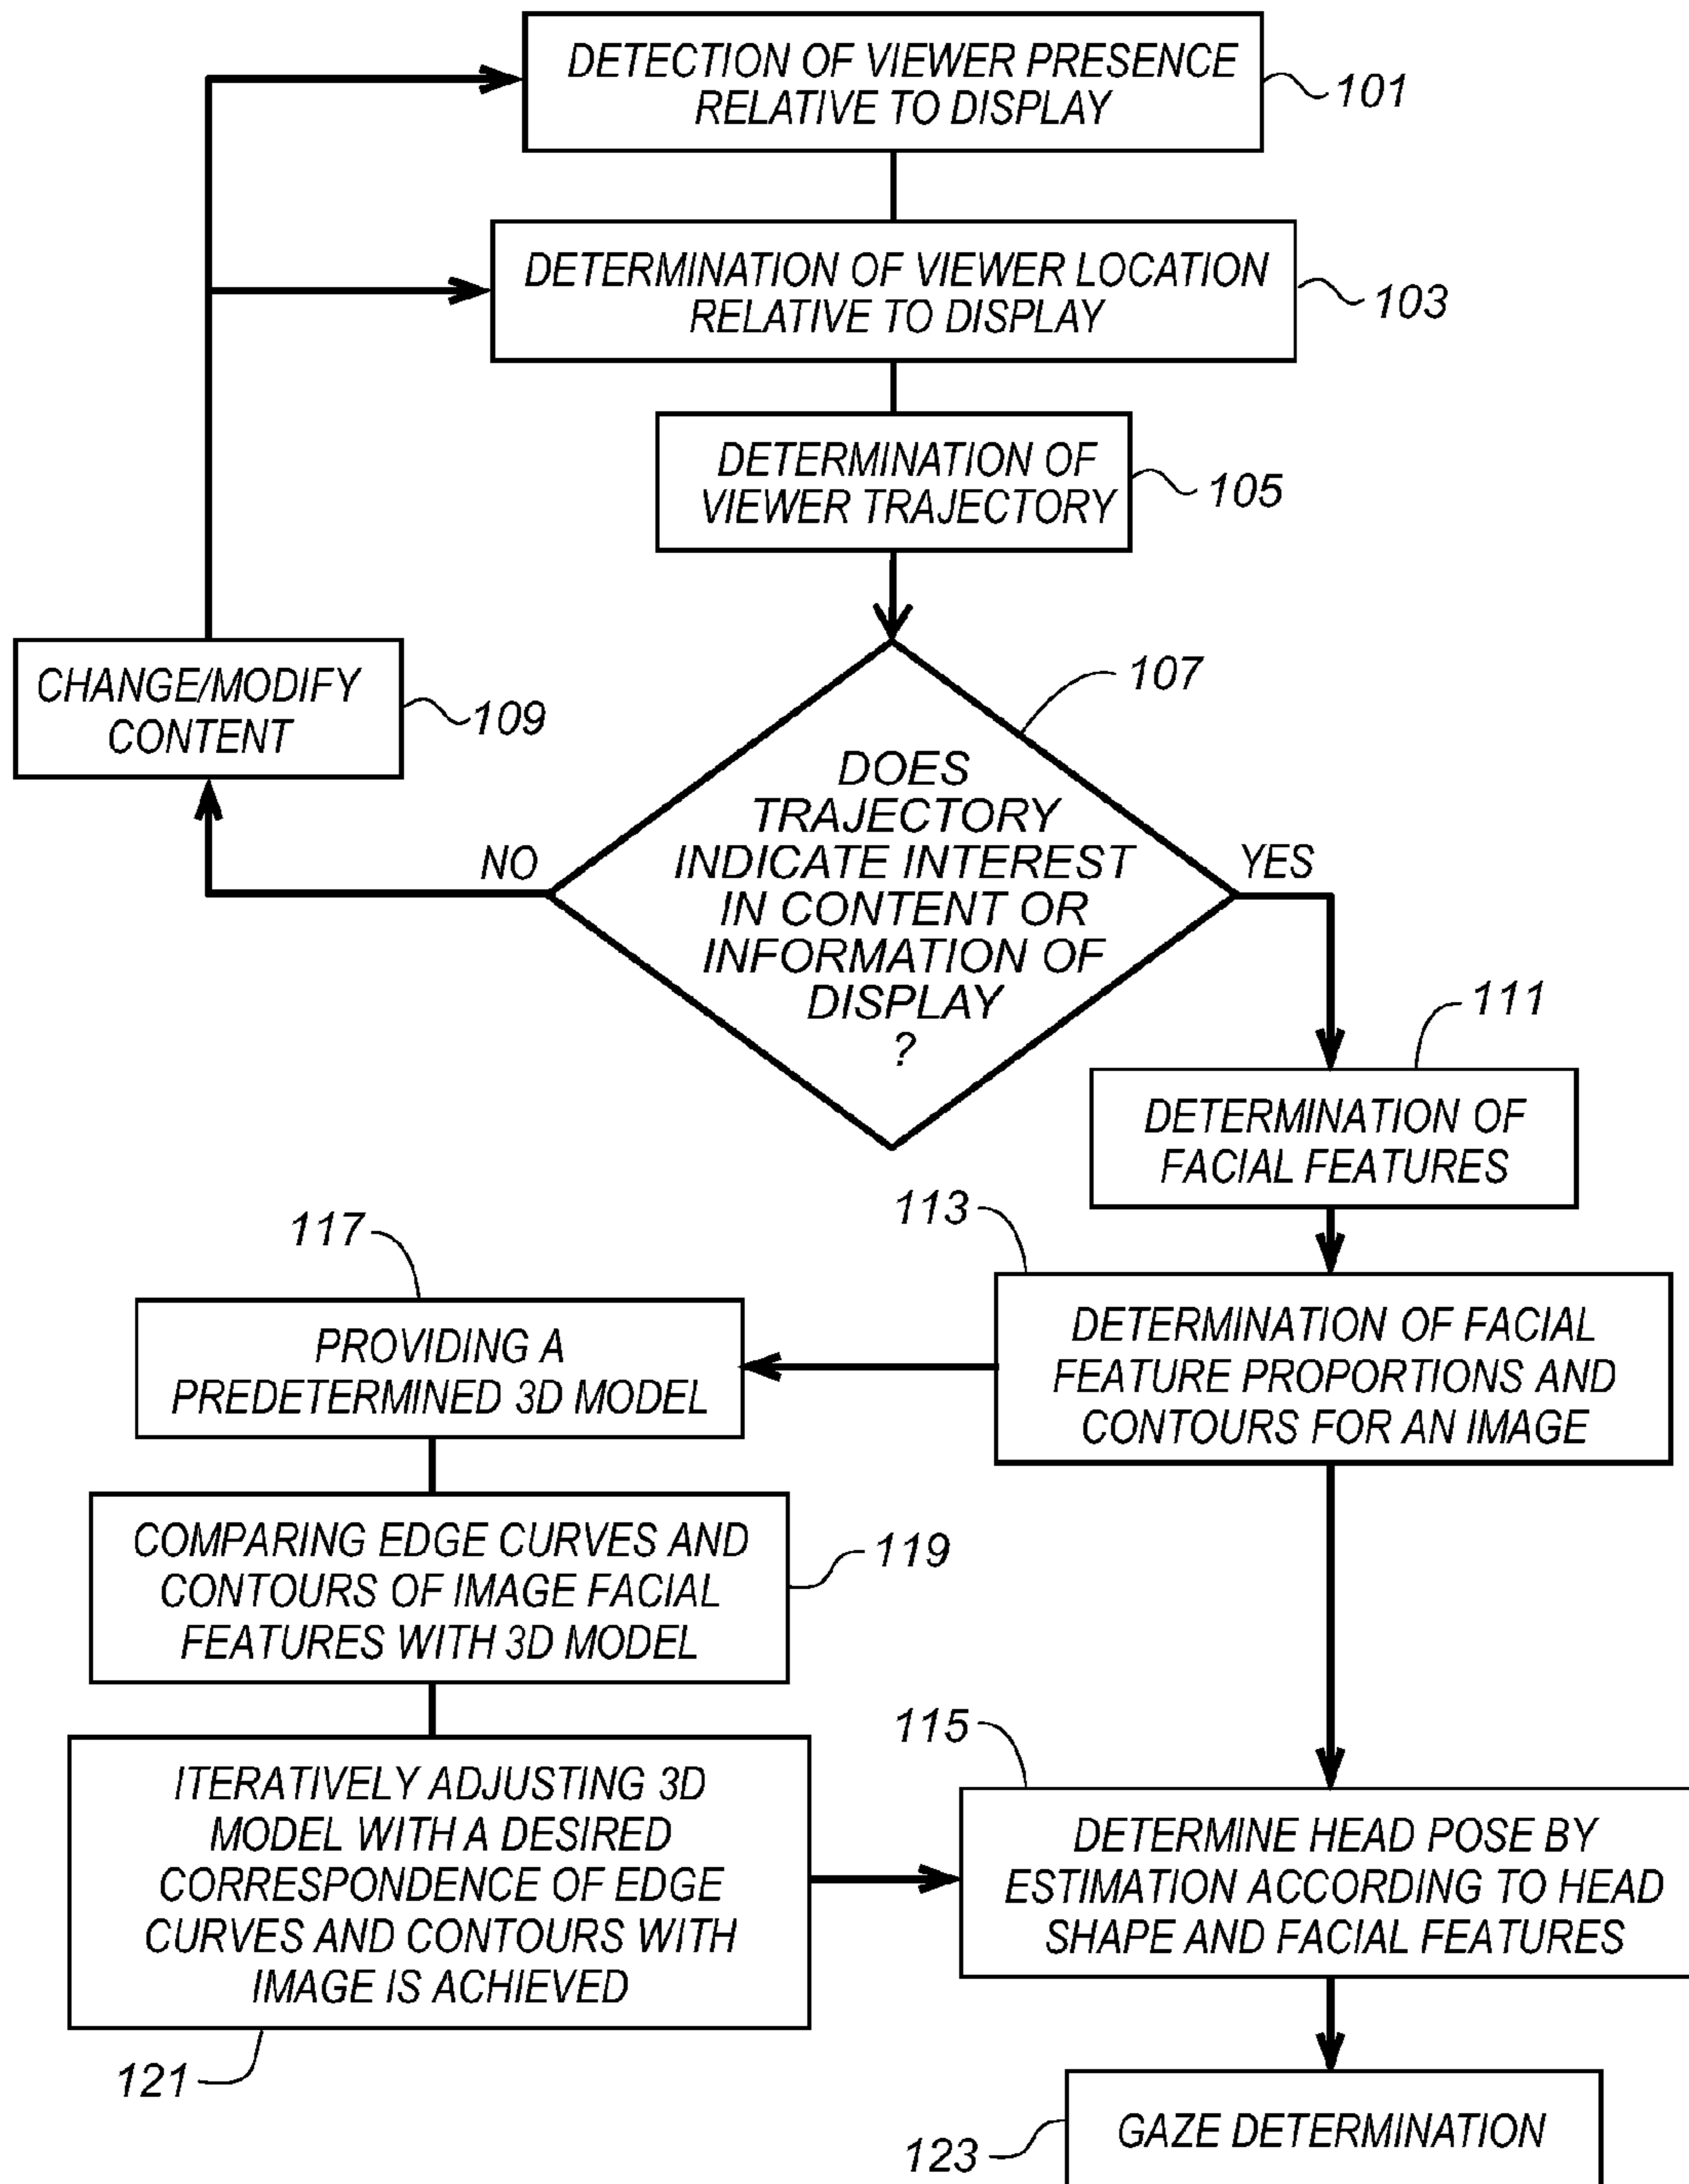 DETECTION OF VIEWER PRESENCE
RELATIVE TO DISPLAY
101
DETERMINATION OF VIEWER LOCATION
RELATIVE TO DISPLAY
103
DETERMINATION OF
VIEWER TRAJECTORY
105
107
CHANGE/MODIFY
CONTENT
109
DOES
TRAJECTORY
INDICATE INTEREST
IN CONTENT OR
INFORMATION OF
DISPLAY
?
NO
YES
111
DETERMINATION OF
FACIAL FEATURES
113
DETERMINATION OF FACIAL
FEATURE PROPORTIONS AND
CONTOURS FOR AN IMAGE
117
PROVIDING A
PREDETERMINED 3D MODEL
COMPARING EDGE CURVES AND
CONTOURS OF IMAGE FACIAL
FEATURES WITH 3D MODEL
119
ITERATIVELY ADJUSTING 3D
MODEL WITH A DESIRED
CORRESPONDENCE OF EDGE
CURVES AND CONTOURS WITH
IMAGE IS ACHIEVED
121
115
DETERMINE HEAD POSE BY
ESTIMATION ACCORDING TO HEAD
SHAPE AND FACIAL FEATURES
GAZE DETERMINATION
123